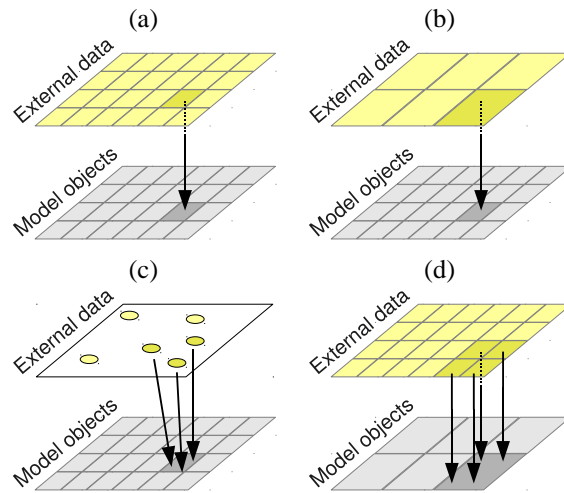 (a)
External data
Model objects
(b)
External data
Model objects
(c)
External data
Model objects
(d)
External data
Model objects